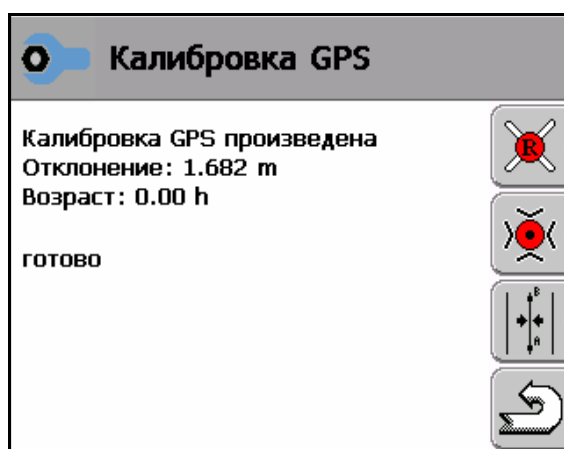 Калибровка GPS
Калибровка GPS произведена
Отклонение: 1.682 m
Возраст: 0.00 h
готово
R
B
A